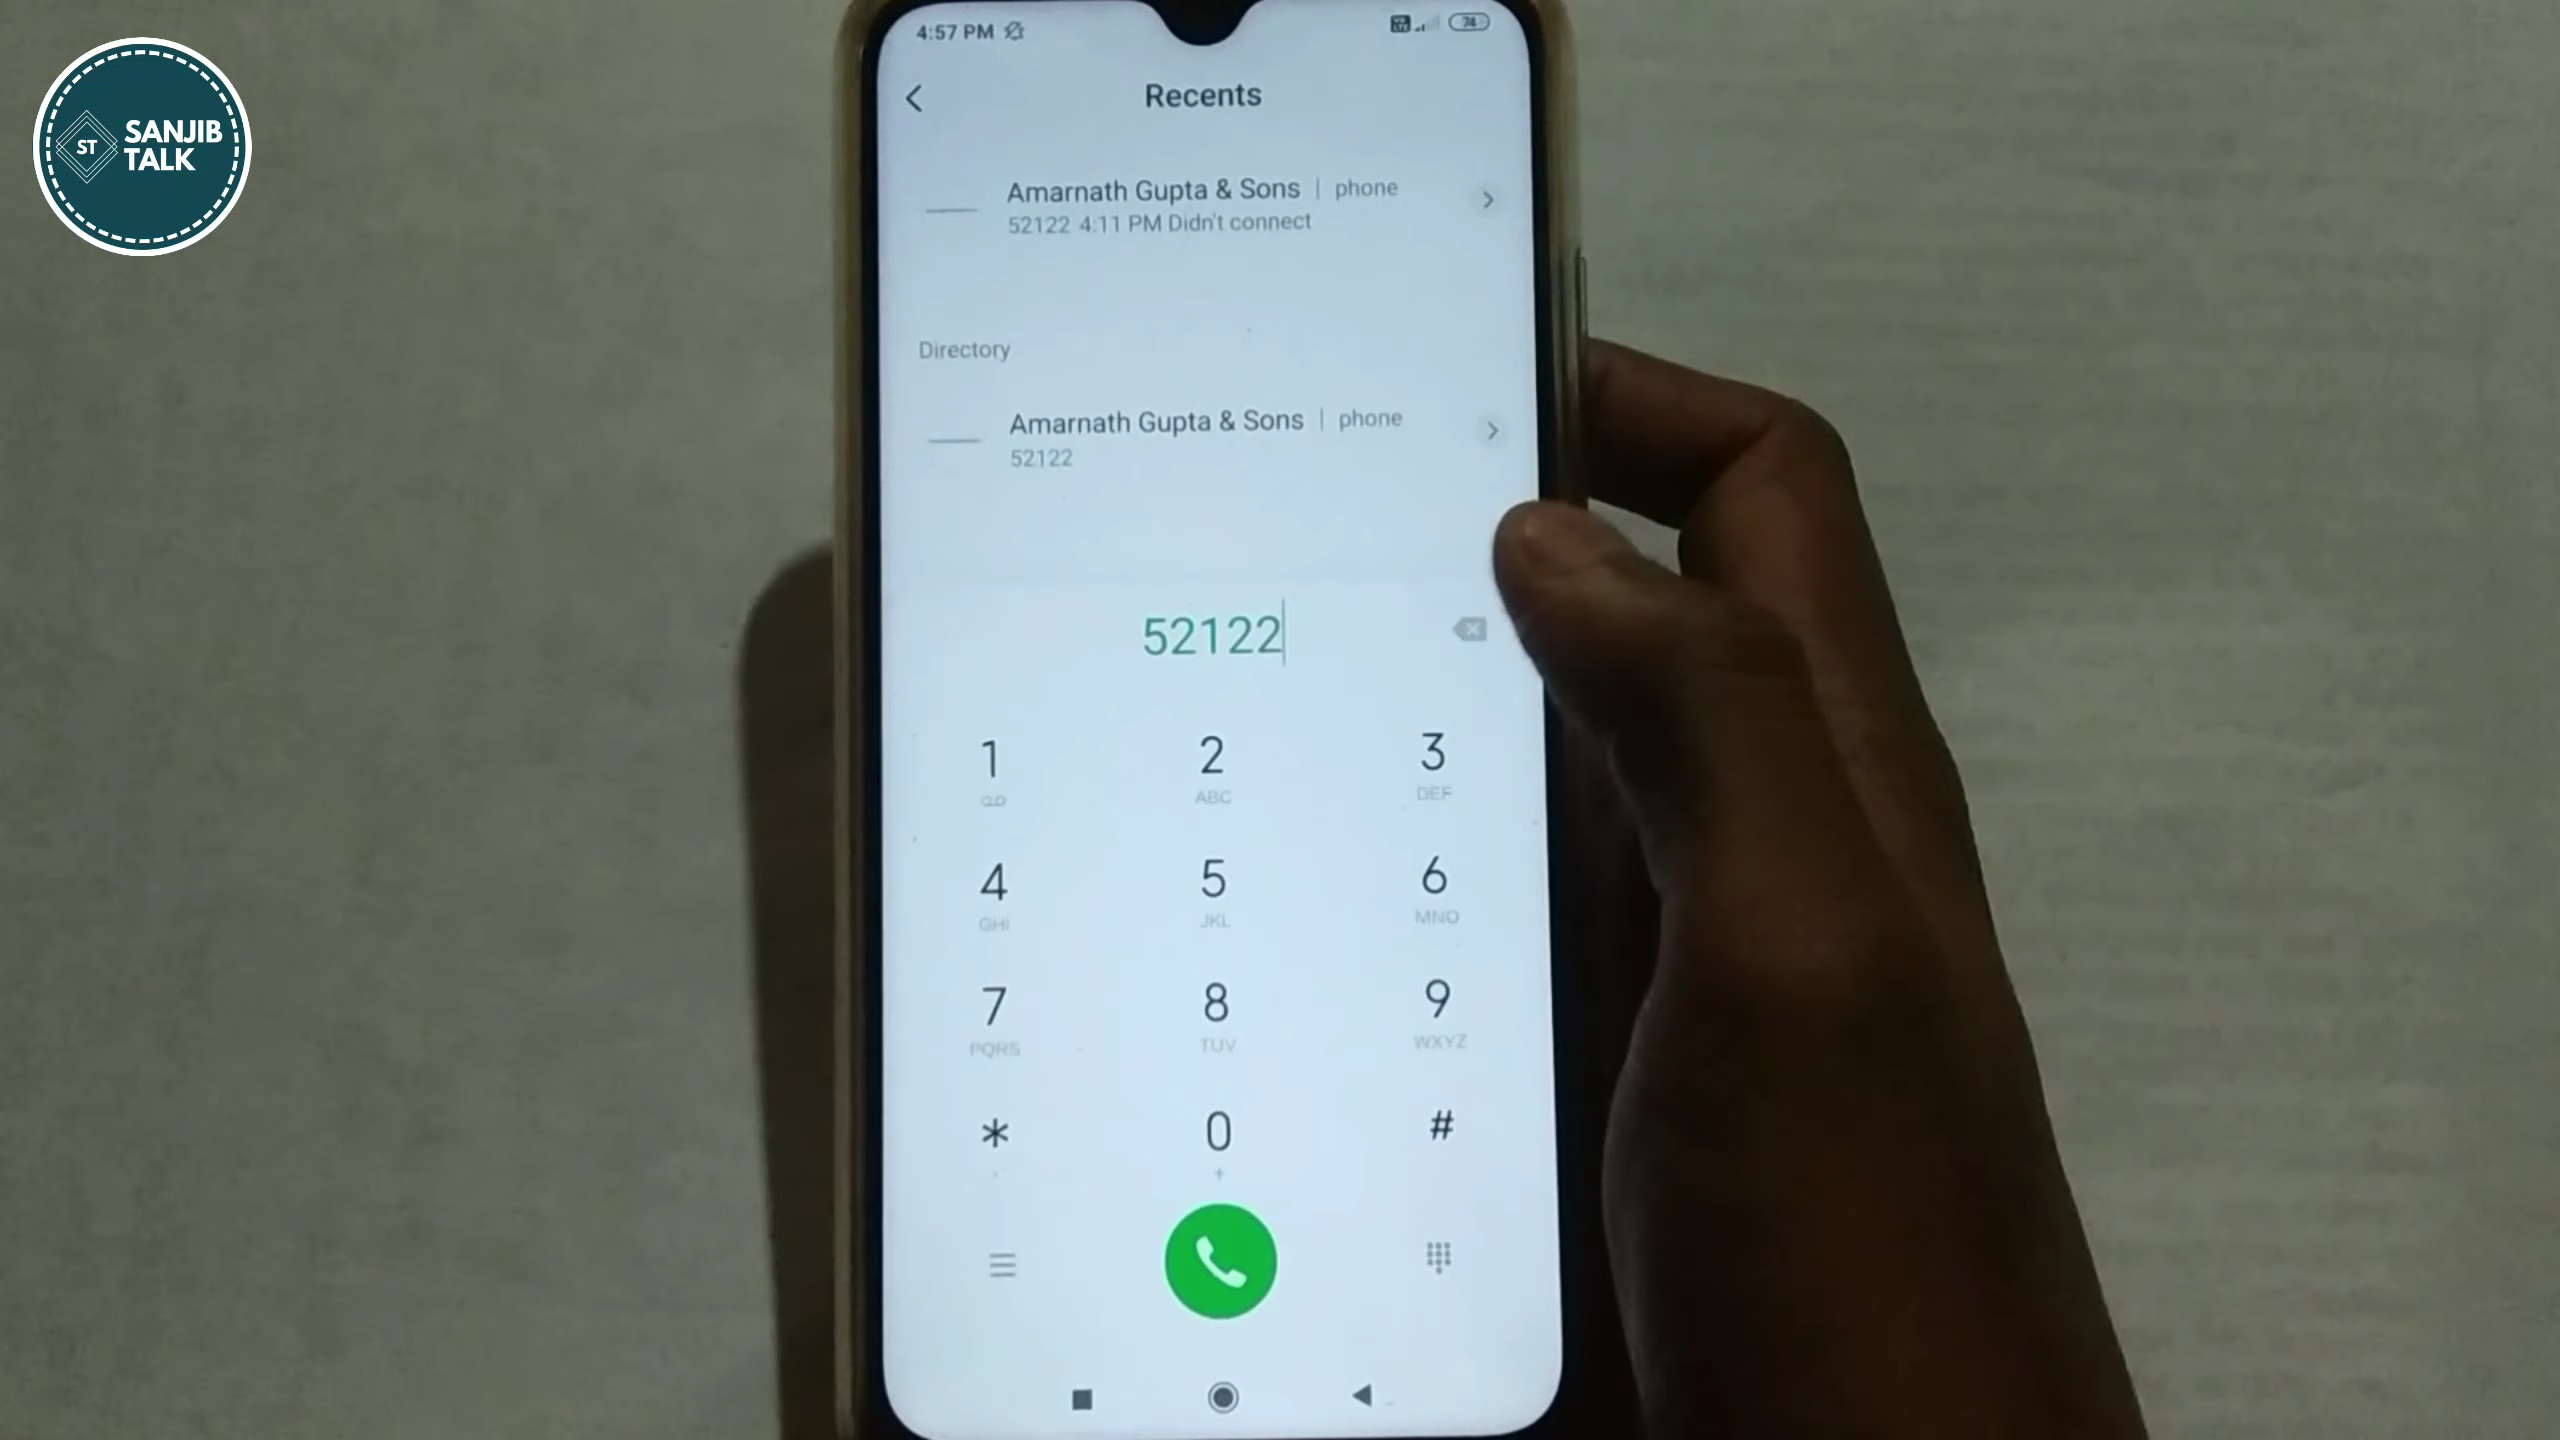 SANJIB
ST
TALK
4:57 PM
74
Recents
Amarnath Gupta & Sons | phone
52122 4:11 PM Didn't connect
Directory
Amarnath Gupta & Sons | phone
52122
52122
1 2 3
ABC DEF
4 5 6
GHI JKL MNO
7 8 9
PQRS TUV WXYZ
* 0 #
+